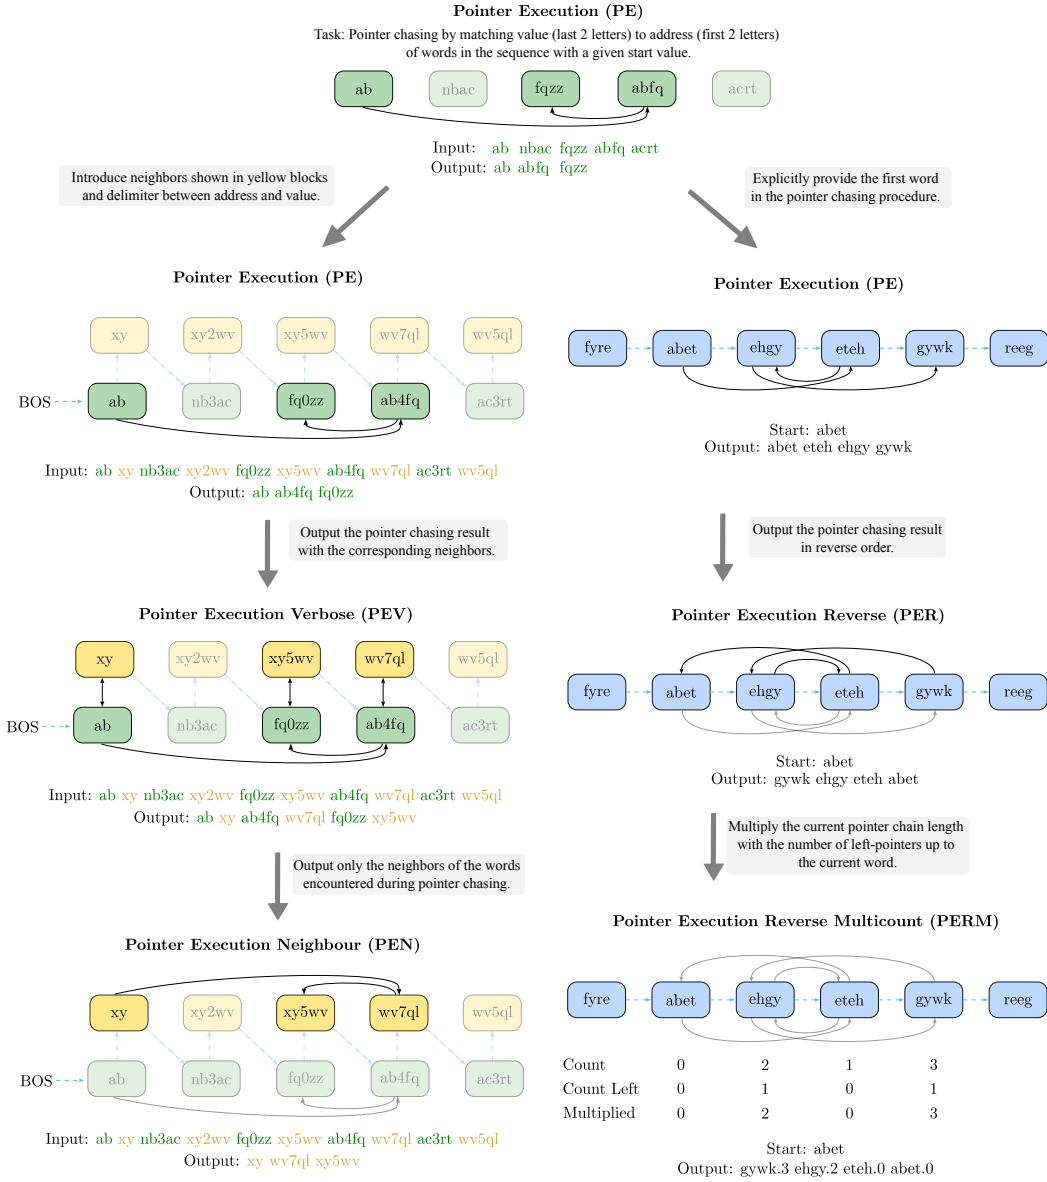 Pointer Execution (PE)
Task: Pointer chasing by matching value (last 2 letters) to address (first 2 letters)
of words in the sequence with a given start value.
ab nbac fqzz abfq acrt
Input: ab nbac fqzz abfq acrt
Output: ab abfq fqzz
Introduce neighbors shown in yellow blocks
and delimiter between address and value.
Explicitly provide the first word
in the pointer chasing procedure.
Pointer Execution (PE)
xy xy2wv xy5wv wv7ql wv5ql
BOS ab nb3ac fq0zz ab4fq ac3rt
Input: ab xy nb3ac xy2wv fq0zz xy5wv ab4fq wv7ql ac3rt wv5ql
Output: ab ab4fq fq0zz
Output the pointer chasing result
with the corresponding neighbors.
Pointer Execution Verbose (PEV)
xy xy2wv xy5wv wv7ql wv5ql
BOS ab nb3ac fq0zz ab4fq ac3rt
Input: ab xy nb3ac xy2wv fq0zz xy5wv ab4fq wv7ql ac3rt wv5ql
Output: ab xy ab4fq wv7ql fq0zz xy5wv
Output only the neighbors of the words
encountered during pointer chasing.
Pointer Execution Neighbour (PEN)
xy xy2wv xy5wv wv7ql wv5ql
BOS ab nb3ac fq0zz ab4fq ac3rt
Input: ab xy nb3ac xy2wv fq0zz xy5wv ab4fq wv7ql ac3rt wv5ql
Output: xy wv7ql xy5wv
Pointer Execution (PE)
fyre abet ehgy eteh gywk reeg
Start: abet
Output: abet eteh ehgy gywk
Output the pointer chasing result
in reverse order.
Pointer Execution Reverse (PER)
fyre abet ehgy eteh gywk reeg
Start: abet
Output: gywk ehgy eteh abet
Multiply the current pointer chain length
with the number of left-pointers up to
the current word.
Pointer Execution Reverse Multicount (PERM)
fyre abet ehgy eteh gywk reeg
Count 0 2 1 3
Count Left 0 1 0 1
Multiplied 0 2 0 3
Start: abet
Output: gywk.3 ehgy.2 eteh.0 abet.0